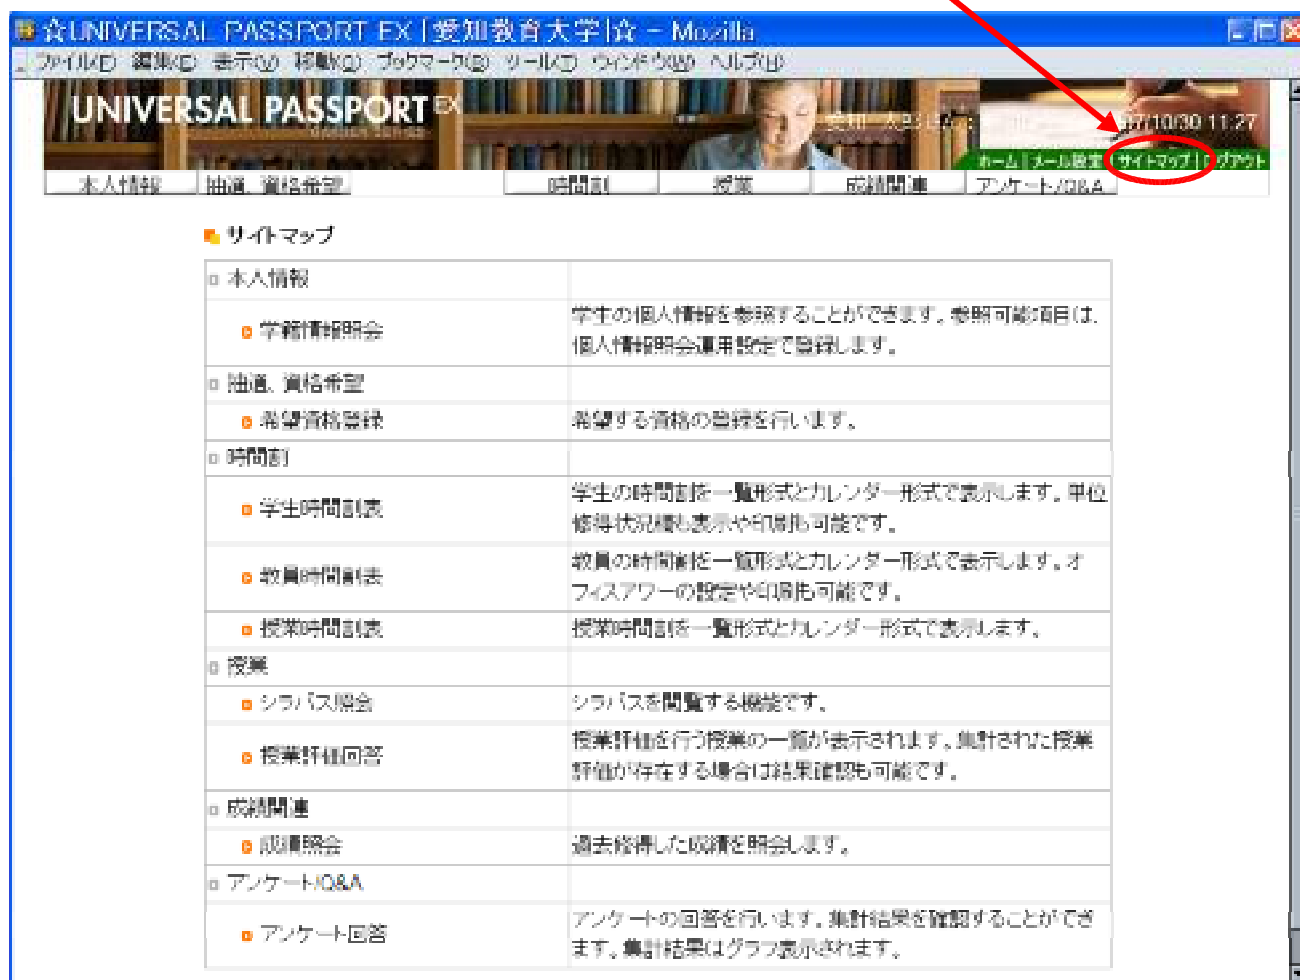 ☆UNIVERSAL PASSPORT EX [愛知教育大学]☆ - Mozilla
ファイル(F) 編集(E) 表示(V) 移動(G) ブックマーク(B) ツール(T) ウィンドウ(W) ヘルプ(H)
UNIVERSAL PASSPORT EX
07/10/30 11:27
ホーム | メール設定 | サイトマップ | ログアウト
本人情報 抽選、資格希望 時間割 授業 成績関連 アンケート/Q&A
サイトマップ
本人情報
学籍情報照会
学生の個人情報を参照することができます。参照可能項目は、
個人情報照会運用設定で登録します。
抽選、資格希望
希望資格登録 希望する資格の登録を行います。
時間割
学生時間割表
学生の時間割を一覧形式とカレンダー形式で表示します。単位
修得状況欄も表示や印刷も可能です。
教員時間割表
教員の時間割を一覧形式とカレンダー形式で表示します。オ
フィスアワーの設定や印刷も可能です。
授業時間割表 授業時間割を一覧形式とカレンダー形式で表示します。
授業
シラバス照会 シラバスを閲覧する機能です。
授業評価回答
授業評価を行う授業の一覧が表示されます。集計された授業
評価が存在する場合は結果確認も可能です。
成績関連
成績照会 過去修得した成績を照会します。
アンケート/Q&A
アンケート回答
アンケートの回答を行います。集計結果を確認することができ
ます。集計結果はグラフ表示されます。